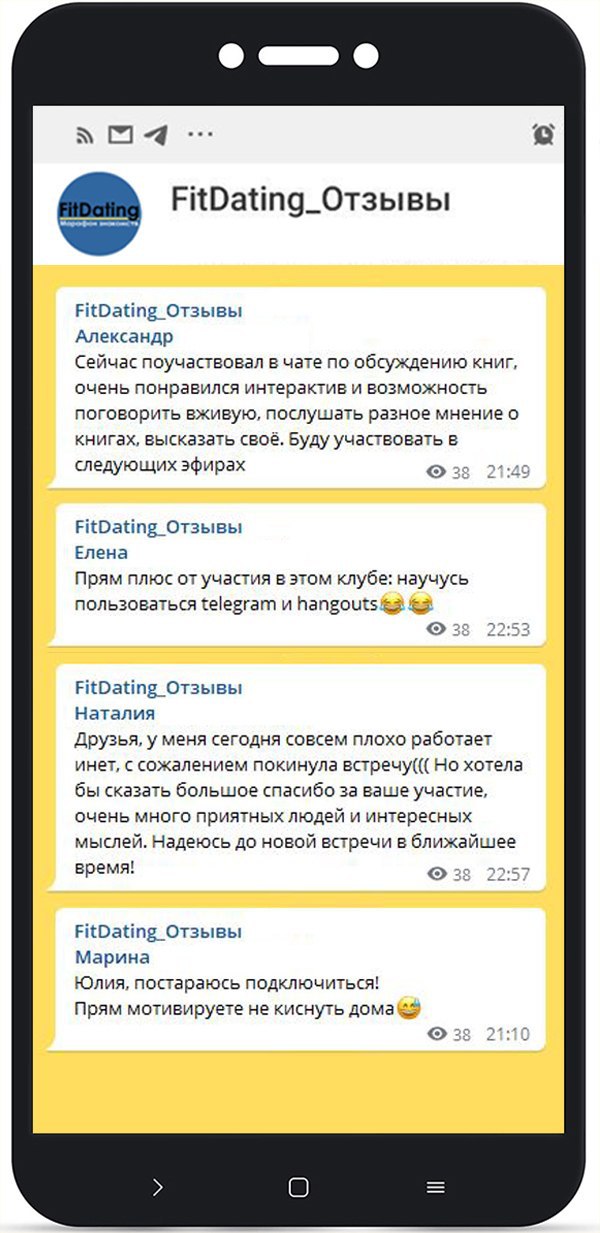 FitDating_Отзывы
FitDating
Марафон знакомств
FitDating_Отзывы
Александр
Сейчас поучаствовал в чате по обсуждению книг,
очень понравился интерактив и возможность
поговорить вживую, послушать разное мнение о
книгах, высказать своё. Буду участвовать в
следующих эфирах
38 21:49
FitDating_Отзывы
Елена
Прям плюс от участия в этом клубе: научусь
пользоваться telegram и hangouts😂😂
38 22:53
FitDating_Отзывы
Наталия
Друзья, у меня сегодня совсем плохо работает
инет, с сожалением покинула встречу((( Но хотела
бы сказать большое спасибо за ваше участие,
очень много приятных людей и интересных
мыслей. Надеюсь до новой встречи в ближайшее
время!
38 22:57
FitDating_Отзывы
Марина
Юлия, постараюсь подключиться!
Прям мотивируете не киснуть дома😅
38 21:10